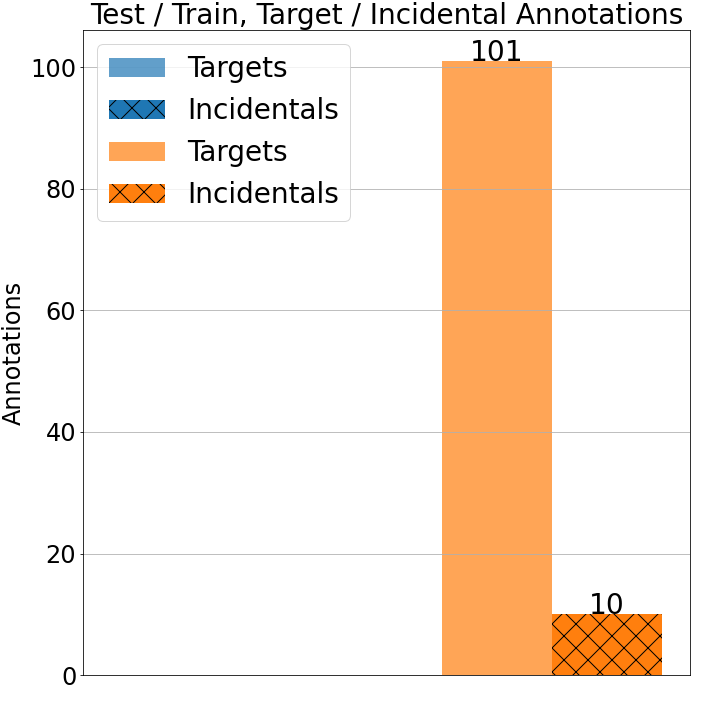 Test / Train, Target / Incidental Annotations
101
100
Targets
Incidentals
80
Targets
Incidentals
60
Annotations
40
20
10
0